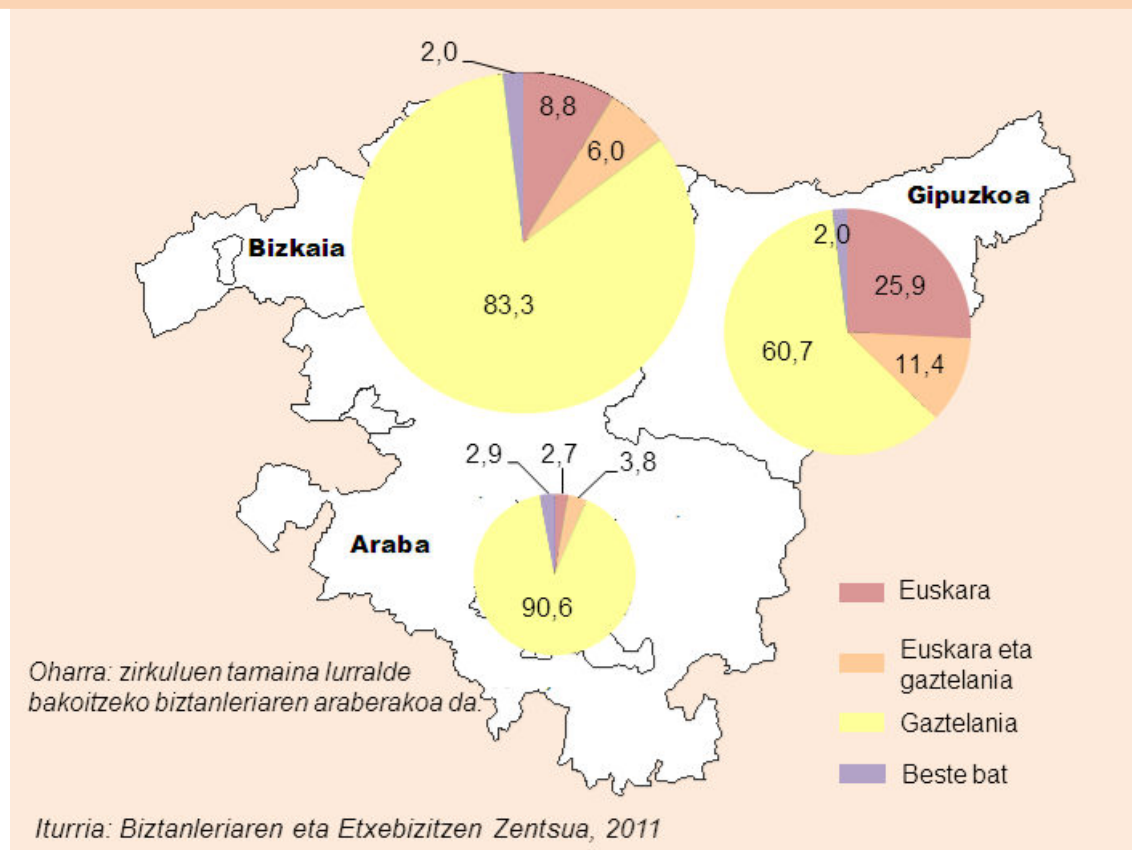 2,0
8,8
6,0
83,3
Bizkaia
Gipuzkoa
2,0
25,9
11,4
60,7
2,9
2,7
3,8
90,6
Araba
Euskara
Euskara eta
gaztelania
Gaztelania
Beste bat
Oharra: zirkuluen tamaina lurralde
bakoitzeko biztanleriaren araberakoa da.
Iturria: Biztanleriaren eta Etxebizitzen Zentsua, 2011